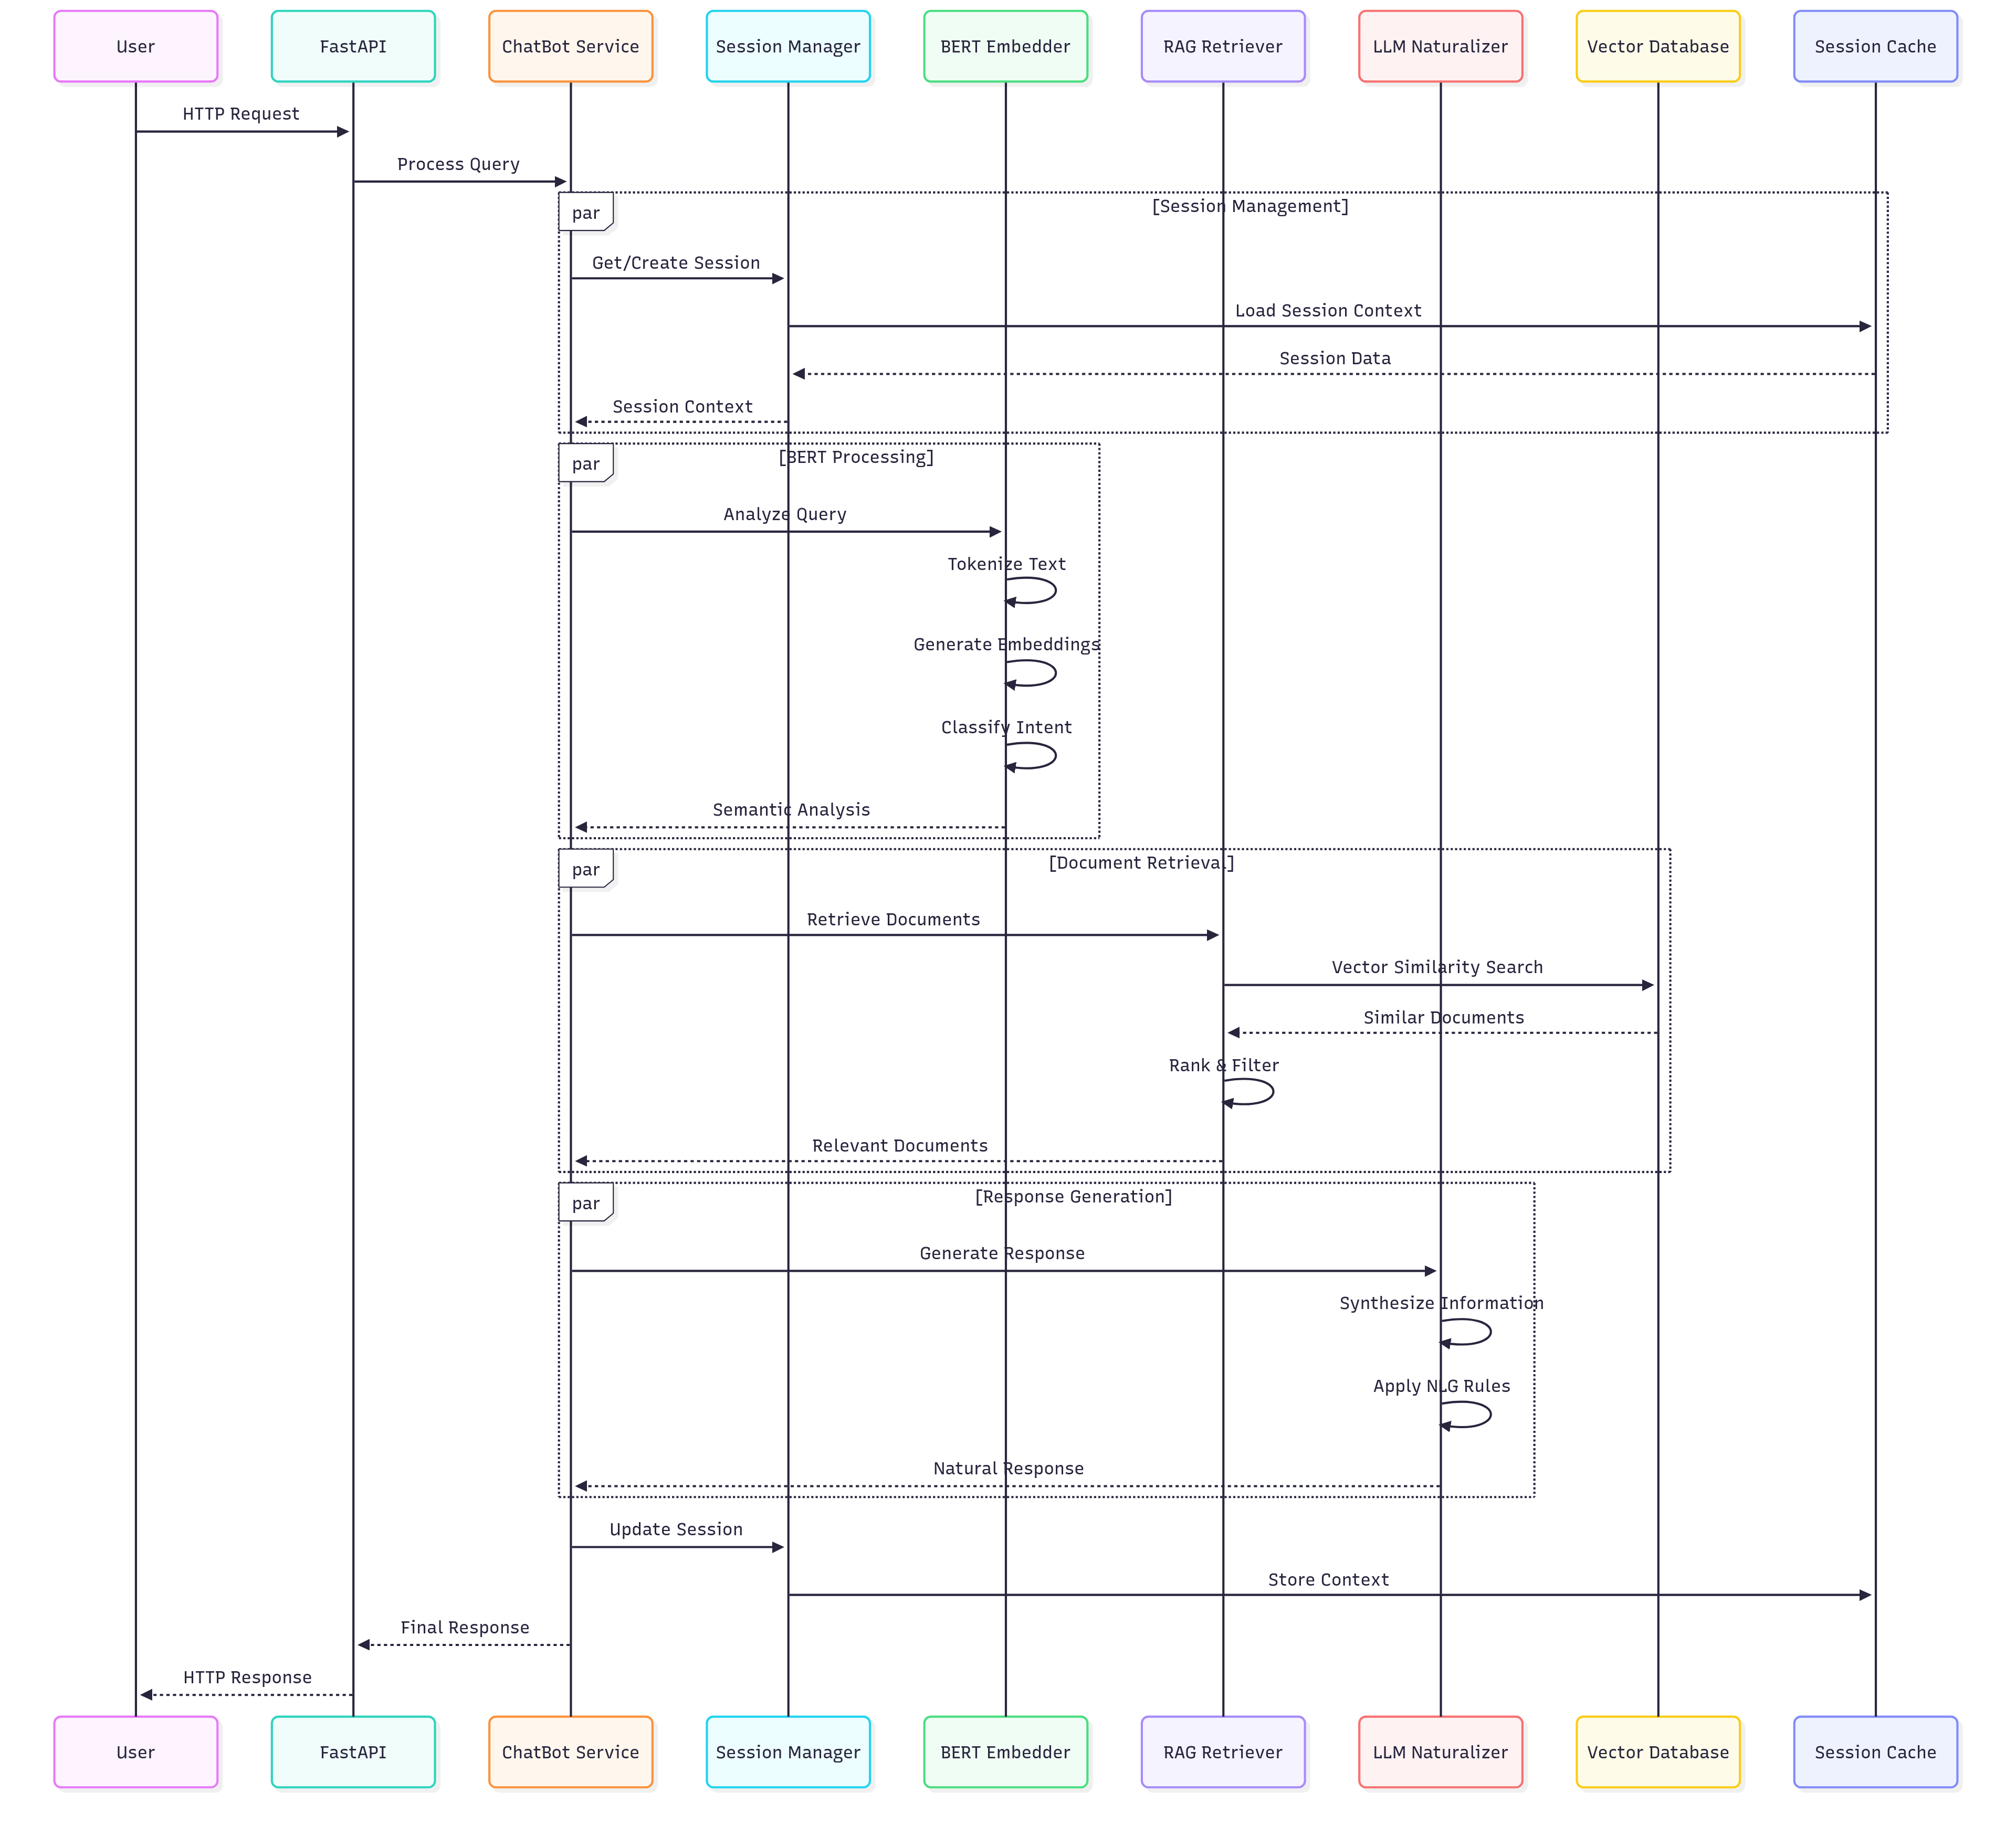 User
FastAPI
ChatBot Service
Session Manager
BERT Embedder
RAG Retriever
LLM Naturalizer
Vector Database
Session Cache
HTTP Request
Process Query
par
[Session Management]
Get/Create Session
Load Session Context
Session Data
Session Context
par
[BERT Processing]
Analyze Query
Tokenize Text
Generate Embeddings
Classify Intent
Semantic Analysis
par
[Document Retrieval]
Retrieve Documents
Vector Similarity Search
Similar Documents
Rank & Filter
Relevant Documents
par
[Response Generation]
Generate Response
Synthesize Information
Apply NLG Rules
Natural Response
Update Session
Store Context
Final Response
HTTP Response
User
FastAPI
ChatBot Service
Session Manager
BERT Embedder
RAG Retriever
LLM Naturalizer
Vector Database
Session Cache